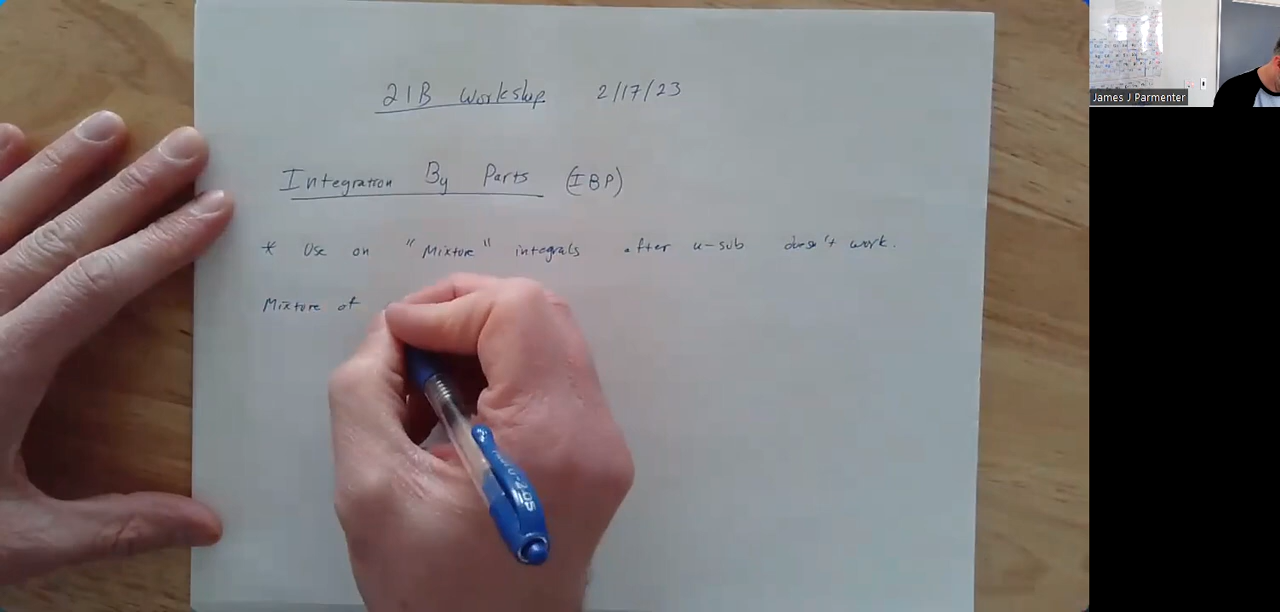 21B Workshop 2/17/23
Integration By Parts (IBP)
* Use on "Mixture" integrals after u-sub doesn't work.
Mixture of
James J Parmenter